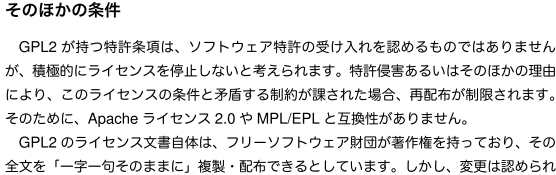 そのほかの条件
GPL2 が持つ特許条項は、ソフトウェア特許の受け入れを認めるものではありません
が、積極的にライセンスを停止しないと考えられます。特許侵害あるいはそのほかの理由
により、このライセンスの条件と矛盾する制約が課された場合、再配布が制限されます。
そのために、Apache ライセンス 2.0 や MPL/EPL と互換性がありません。
GPL2 のライセンス文書自体は、フリーソフトウェア財団が著作権を持っており、その
全文を「一字一句そのままに」複製・配布できるとしています。しかし、変更は認められ